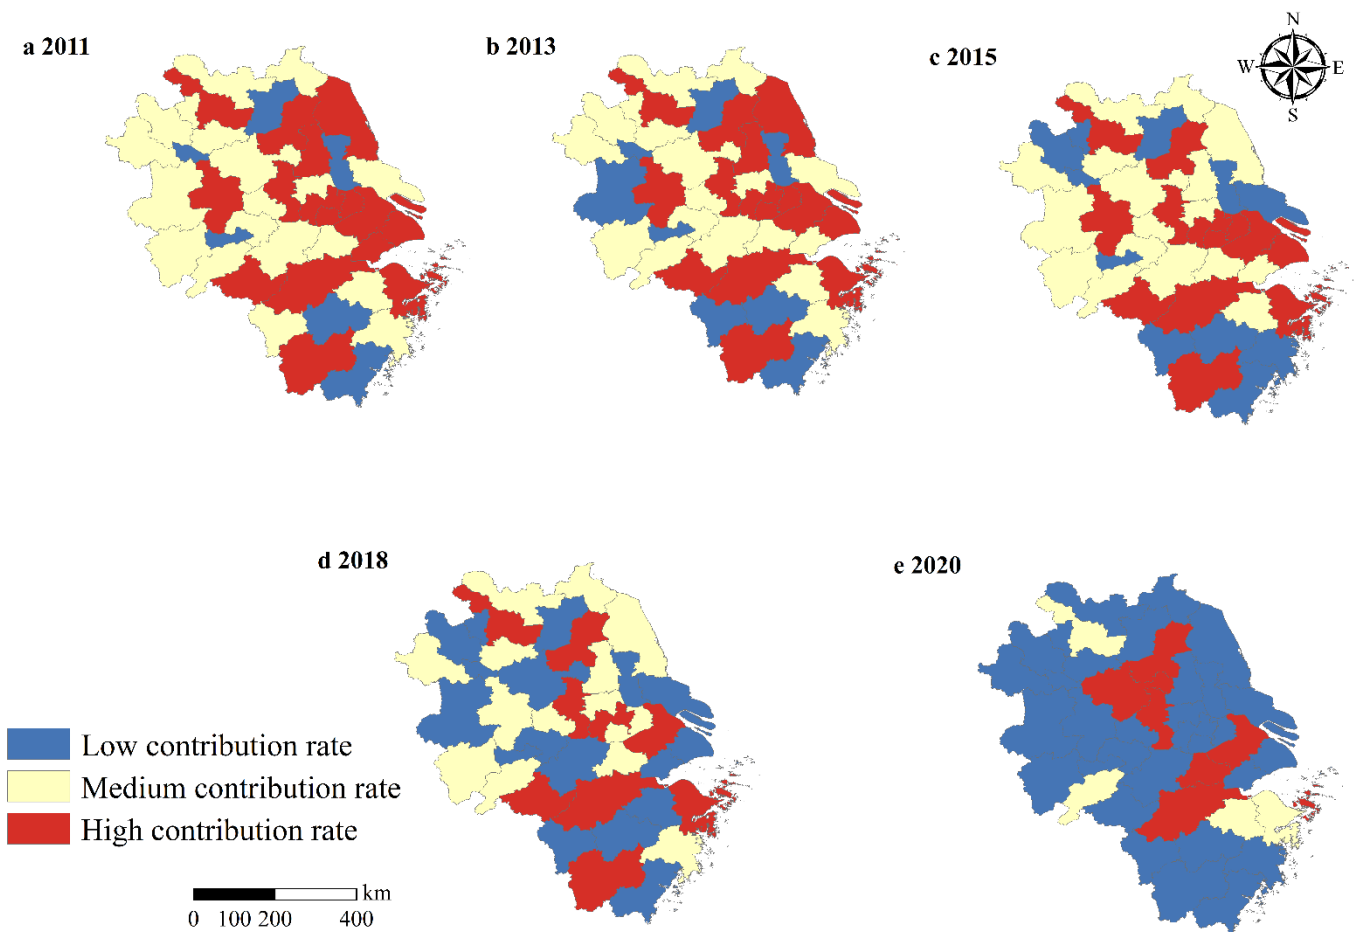 a 2011
b 2013
c 2015
N
W E
S
d 2018
e 2020
Low contribution rate
Medium contribution rate
High contribution rate
km
0 100 200 400